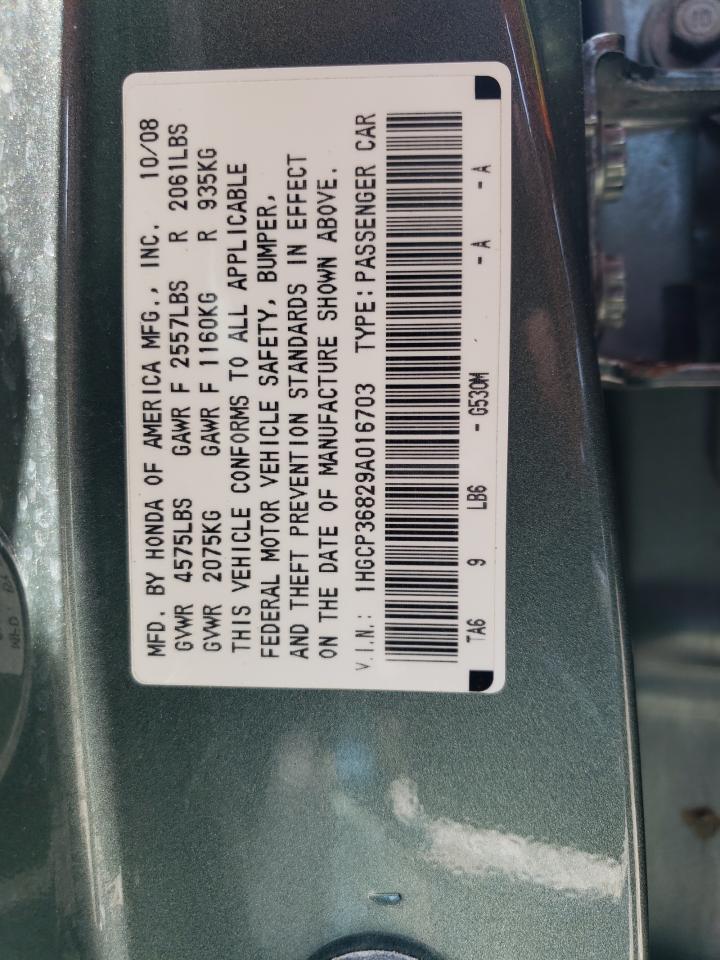 MFD. BY HONDA OF AMERICA MFG., INC. 10/08
GVWR 4575LBS GAWR F 2557LBS R 2061LBS
GVWR 2075KG GAWR F 1160KG R 935KG
THIS VEHICLE CONFORMS TO ALL APPLICABLE
FEDERAL MOTOR VEHICLE SAFETY, BUMPER,
AND THEFT PREVENTION STANDARDS IN EFFECT
ON THE DATE OF MANUFACTURE SHOWN ABOVE.
V.I.N.: 1HGCP36829A016703 TYPE:PASSENGER CAR
TA6 9 LB6 - G530M - A - A